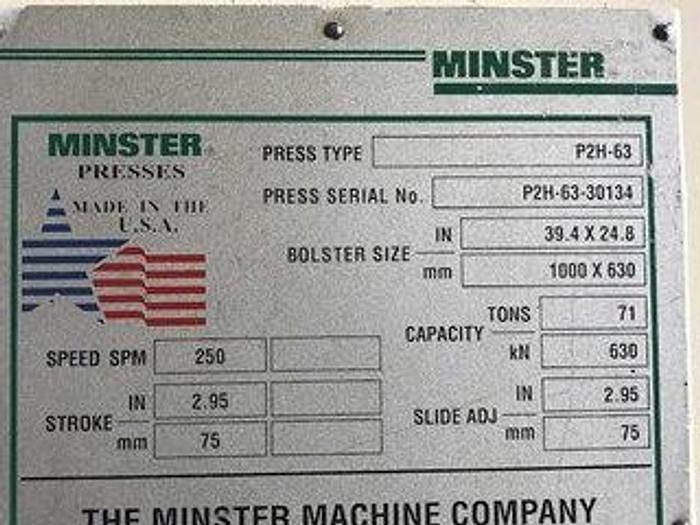 MINSTER
MINSTER
PRESSES
MADE IN THE
U.S.A.
PRESS TYPE P2H-63
PRESS SERIAL No. P2H-63-30134
BOLSTER SIZE IN 39.4 X 24.8
mm 1000 X 630
CAPACITY TONS 71
kN 630
SPEED SPM 250
STROKE IN 2.95
mm 75
SLIDE ADJ IN 2.95
mm 75
THE MINSTER MACHINE COMPANY